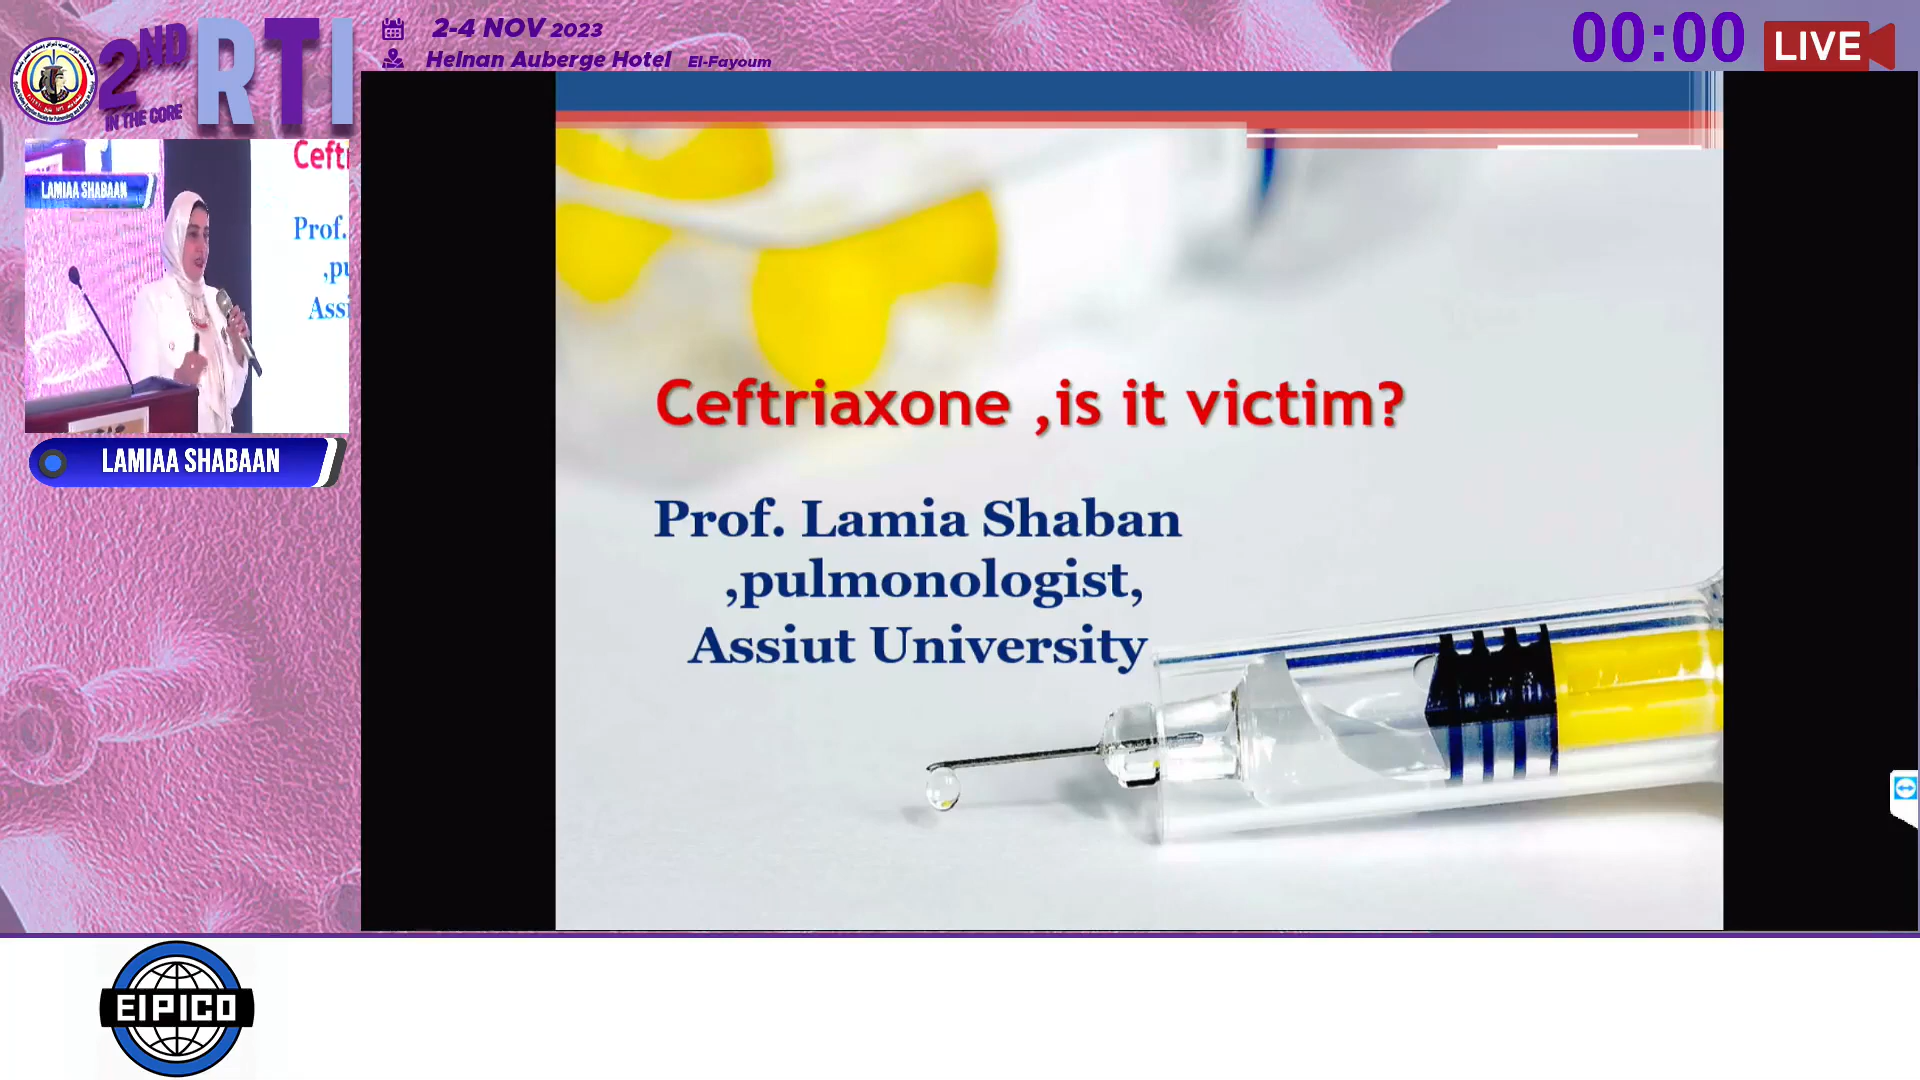 2ND
IN THE CORE
RTI
2-4 NOV 2023
Helnan Auberge Hotel El-Fayoum
00:00
LIVE
Ceft
LAMIAA SHABAAN
Prof.
,pu
Assi
LAMIAA SHABAAN
Ceftriaxone ,is it victim?
Prof. Lamia Shaban
,pulmonologist,
Assiut University
EIPICO